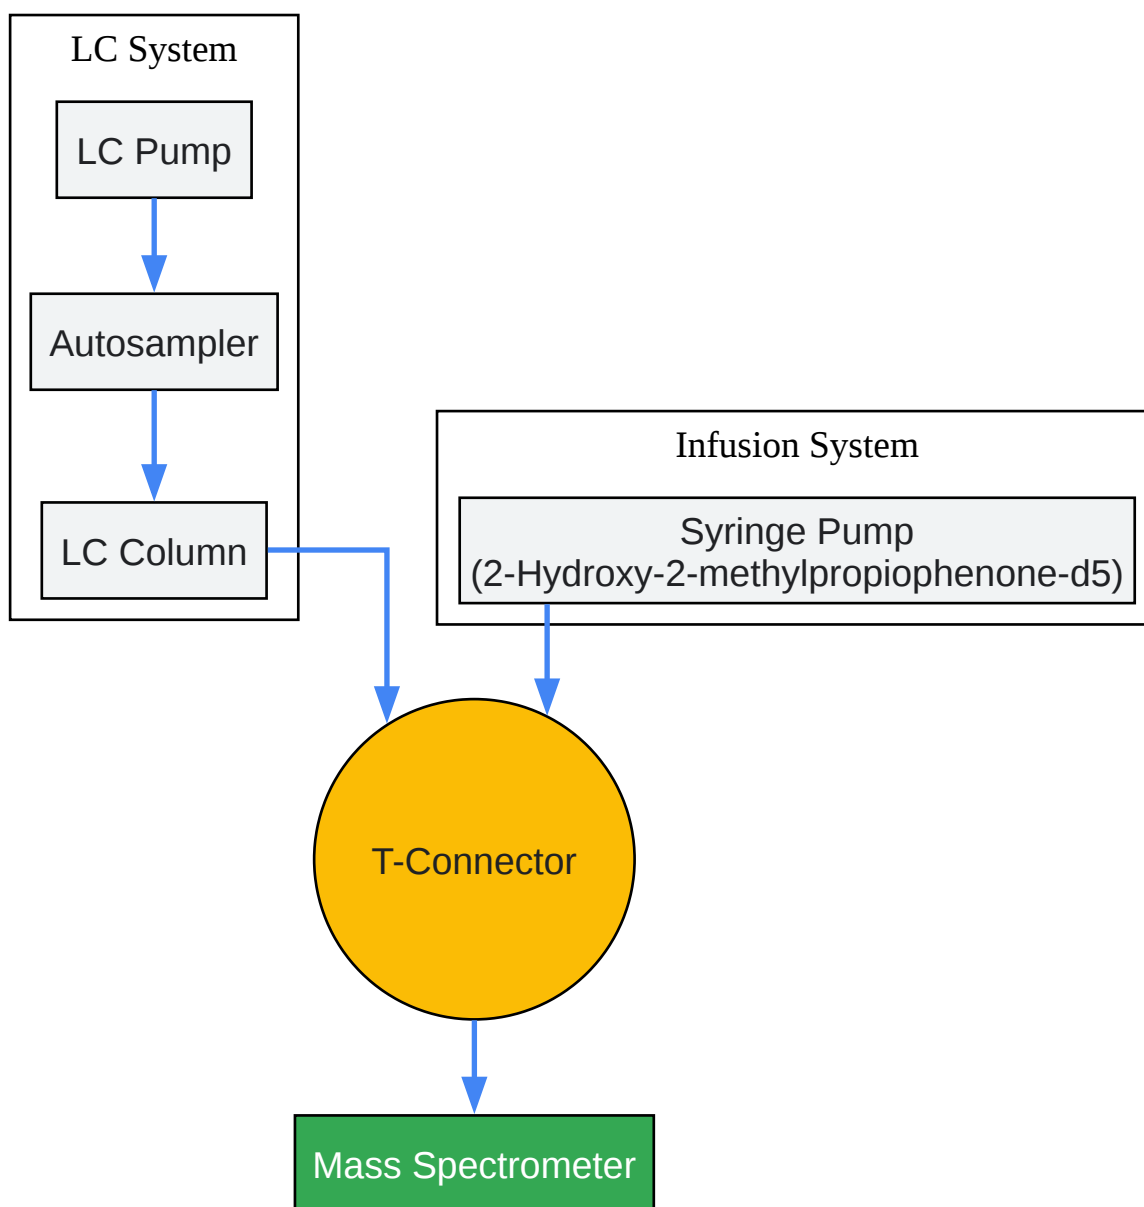 LC System
LC Pump
Autosampler
LC Column
Infusion System
Syringe Pump
(2-Hydroxy-2-methylpropiophenone-d5)
T-Connector
Mass Spectrometer